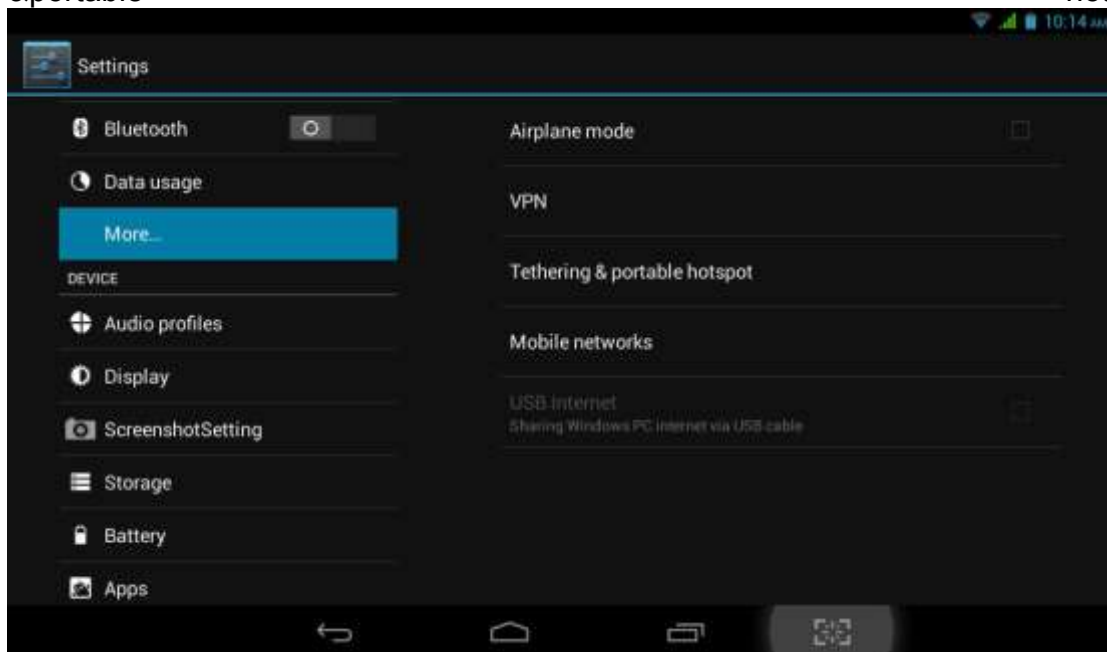 Settings
10:14 AM
Bluetooth
Data usage
More...
DEVICE
Audio profiles
Display
ScreenshotSetting
Storage
Battery
Apps
Airplane mode
VPN
Tethering & portable hotspot
Mobile networks
USB Internet
Sharing Windows PC internet via USB cable